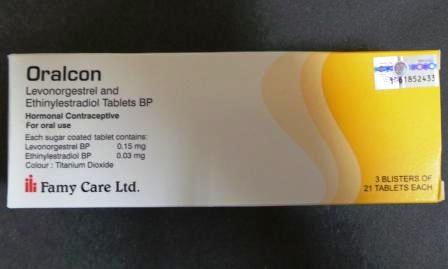 Oralcon
Levonorgestrel and
Ethinylestradiol Tablets BP
Hormonal Contraceptive
For oral use
Each sugar coated tablet contains:
Levonorgestrel BP 0.15 mg
Ethinylestradiol BP 0.03 mg
Colour : Titanium Dioxide
Famy Care Ltd.
3 BLISTERS OF
21 TABLETS EACH